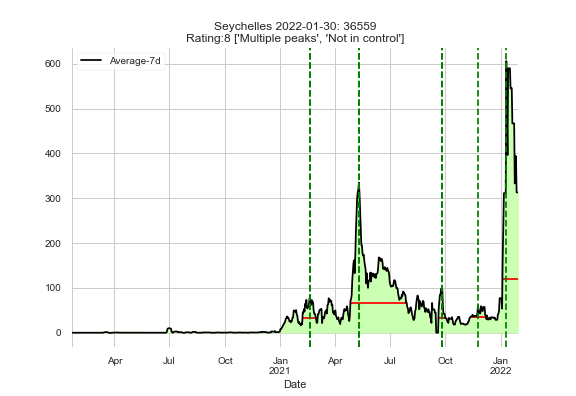 Seychelles 2022-01-30: 36559
Rating:8 ['Multiple peaks', 'Not in control']
Average-7d
600
500
400
300
200
100
0
Apr Jul Oct Jan Apr Jul Oct Jan
2021 2022
Date